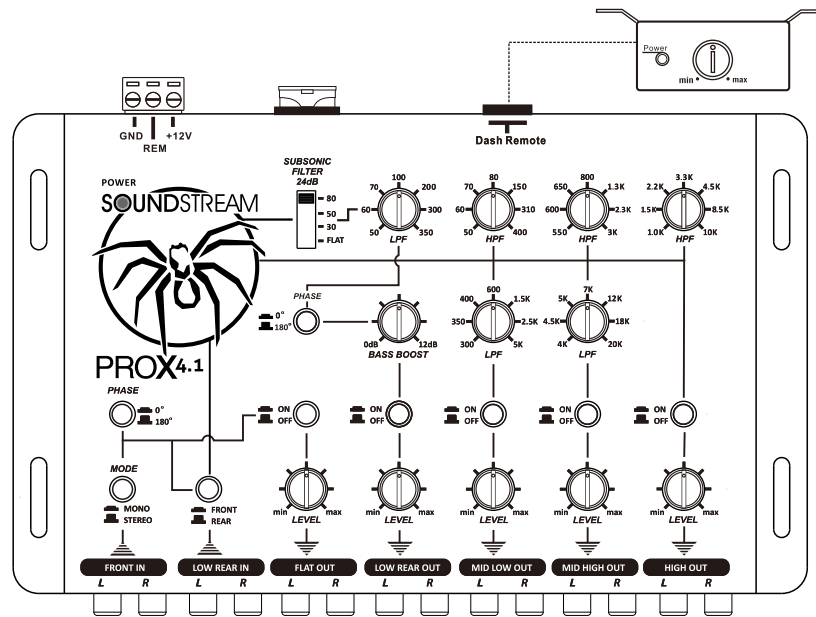 Power
min max
GND REM +12V
Dash Remote
SUBSONIC
FILTER
24dB
80
50
30
FLAT
POWER
SOUNDSTREAM
PROX4.1
50 60 70 100 200 300 350
LPF
50 60 70 80 150 310 400
HPF
550 600 650 800 1.3K 2.3K 3K
HPF
1.0K 1.5K 2.2K 3.3K 4.5K 8.5K 10K
HPF
PHASE
0°
180°
0dB 12dB
BASS BOOST
300 350 400 600 1.5K 2.5K 5K
LPF
4K 4.5K 5K 7K 12K 18K 20K
LPF
PHASE
0°
180°
ON
OFF
ON
OFF
ON
OFF
ON
OFF
ON
OFF
MODE
MONO
STEREO
FRONT
REAR
min max
LEVEL
min max
LEVEL
min max
LEVEL
min max
LEVEL
min max
LEVEL
FRONT IN
LOW REAR IN
FLAT OUT
LOW REAR OUT
MID LOW OUT
MID HIGH OUT
HIGH OUT
L R
L R
L R
L R
L R
L R
L R